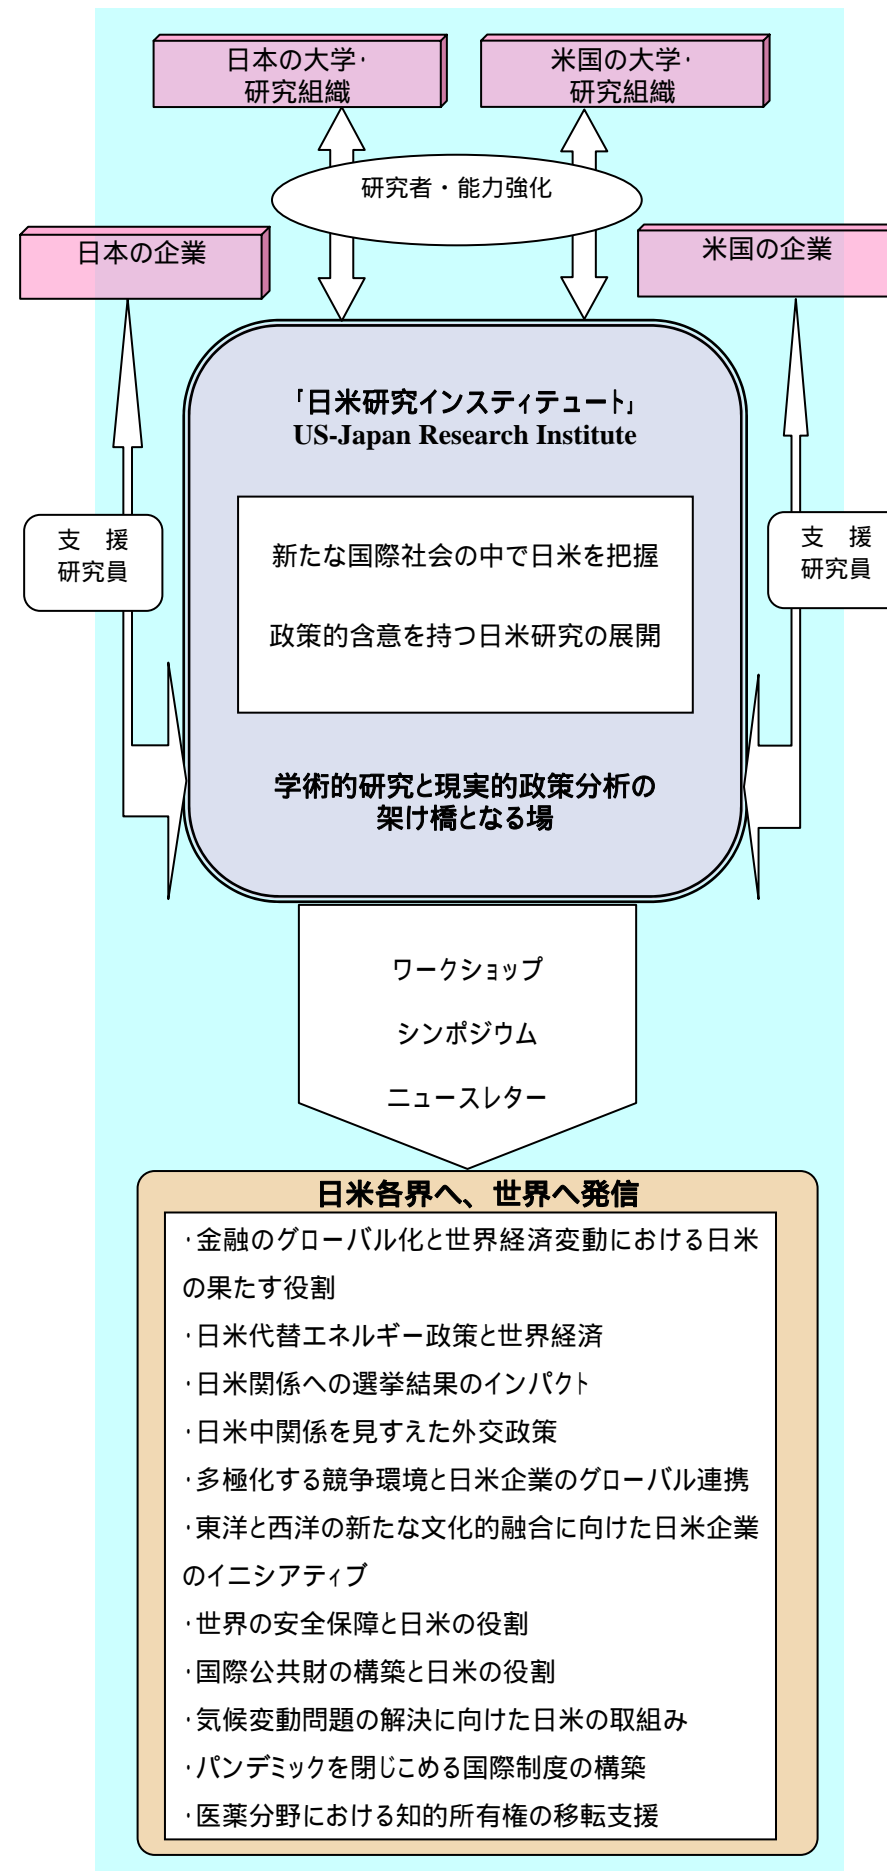 日本の大学・
研究組織
米国の大学・
研究組織
研究者・能力強化
日本の企業
米国の企業
「日米研究インスティテュート」
US-Japan Research Institute
新たな国際社会の中で日米を把握
政策的含意を持つ日米研究の展開
支　援
研究員
支　援
研究員
学術的研究と現実的政策分析の
架け橋となる場
ワークショップ
シンポジウム
ニュースレター
日米各界へ、世界へ発信
・金融のグローバル化と世界経済変動における日米
の果たす役割
・日米代替エネルギー政策と世界経済
・日米関係への選挙結果のインパクト
・日米中関係を見すえた外交政策
・多極化する競争環境と日米企業のグローバル連携
・東洋と西洋の新たな文化的融合に向けた日米企業
のイニシアティブ
・世界の安全保障と日米の役割
・国際公共財の構築と日米の役割
・気候変動問題の解決に向けた日米の取組み
・パンデミックを閉じこめる国際制度の構築
・医薬分野における知的所有権の移転支援